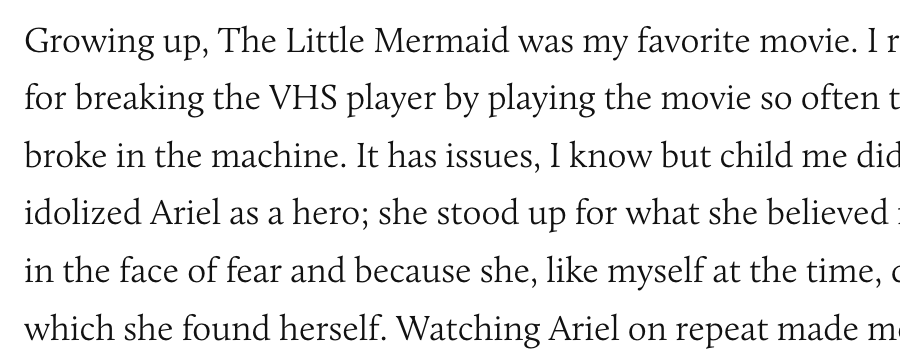 Growing up, The Little Mermaid was my favorite movie. I
for breaking the VHS player by playing the movie so often
broke in the machine. It has issues, I know but child me did
idolized Ariel as a hero; she stood up for what she believed
in the face of fear and because she, like myself at the time,
which she found herself. Watching Ariel on repeat made